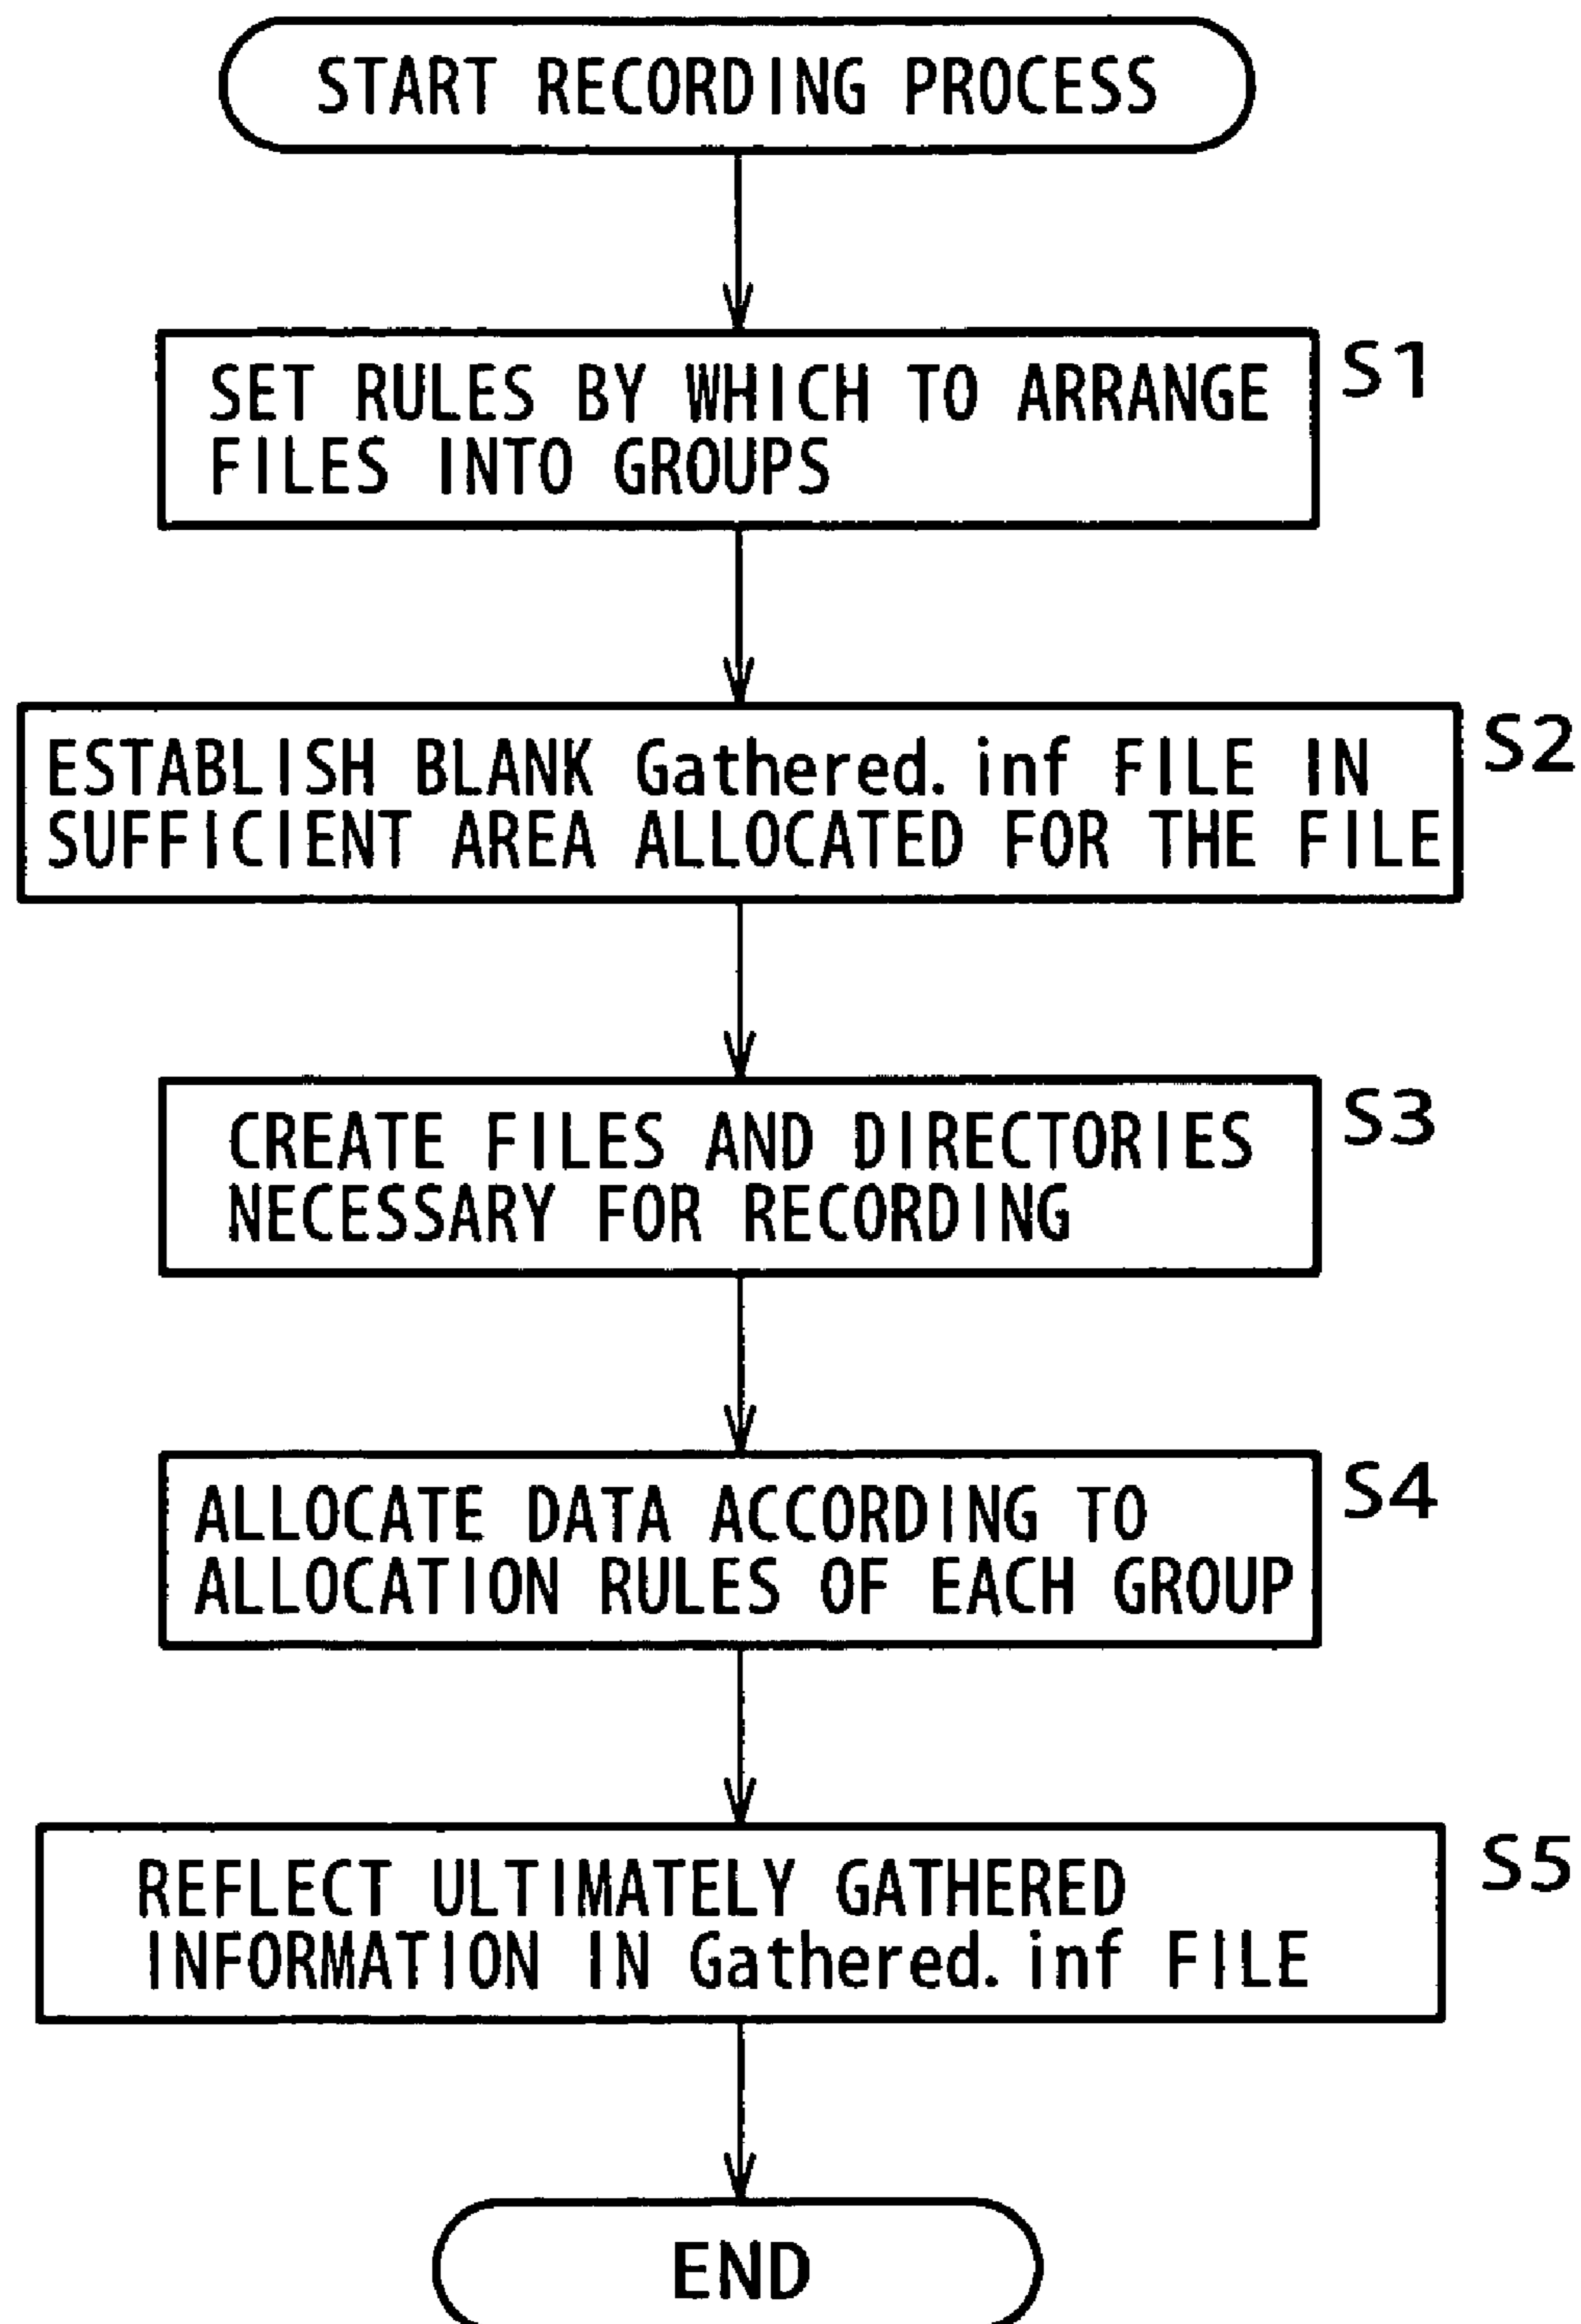 START RECORDING PROCESS
SET RULES BY WHICH TO ARRANGE
FILES INTO GROUPS
S1
ESTABLISH BLANK Gathered. inf FILE IN
SUFFICIENT AREA ALLOCATED FOR THE FILE
S2
CREATE FILES AND DIRECTORIES
NECESSARY FOR RECORDING
S3
ALLOCATE DATA ACCORDING TO
ALLOCATION RULES OF EACH GROUP
S4
REFLECT ULTIMATELY GATHERED
INFORMATION IN Gathered. inf FILE
S5
END